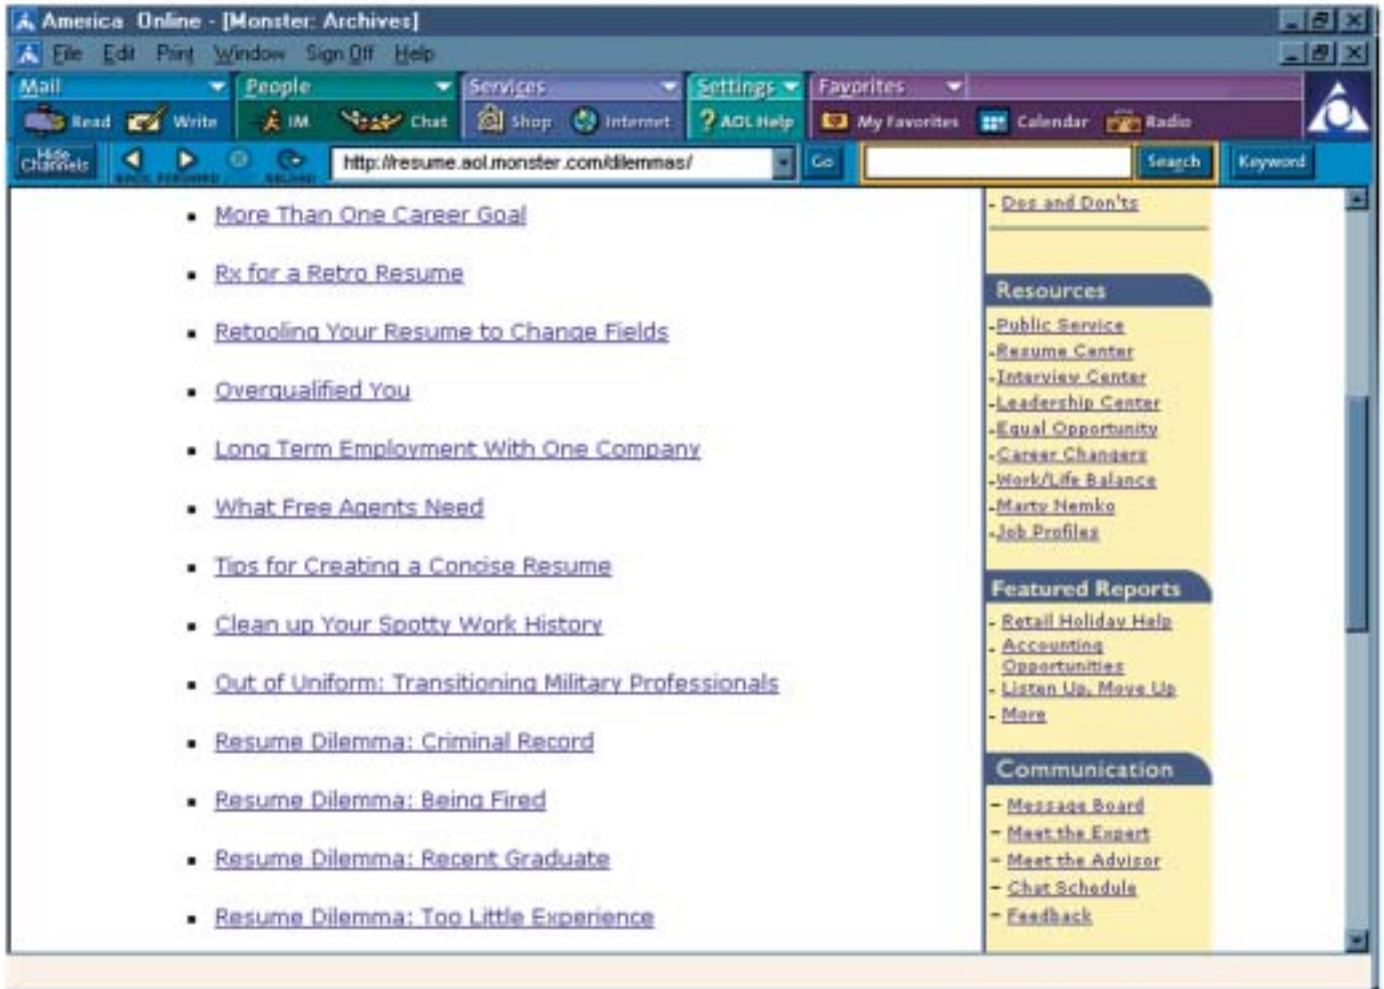 America Online - [Monster: Archives]
File Edit Print Window Sign Off Help
Mail People Services Settings Favorites
Read Write IM Chat Shop Internet AOL Help My Favorites Calendar Radio
Hide Channels BACK FORWARD RELOAD http://resume.aol.monster.com/dilemmas/ Go Search Keyword
More Than One Career Goal
Rx for a Retro Resume
Retooling Your Resume to Change Fields
Overqualified You
Long Term Employment With One Company
What Free Agents Need
Tips for Creating a Concise Resume
Clean up Your Spotty Work History
Out of Uniform: Transitioning Military Professionals
Resume Dilemma: Criminal Record
Resume Dilemma: Being Fired
Resume Dilemma: Recent Graduate
Resume Dilemma: Too Little Experience
- Dos and Don'ts
Resources
-Public Service
-Resume Center
-Interview Center
-Leadership Center
-Equal Opportunity
-Career Changers
-Work/Life Balance
-Marty Nemko
-Job Profiles
Featured Reports
- Retail Holiday Help
- Accounting
Opportunities
- Listen Up, Move Up
- More
Communication
- Message Board
- Meet the Expert
- Meet the Advisor
- Chat Schedule
- Feedback